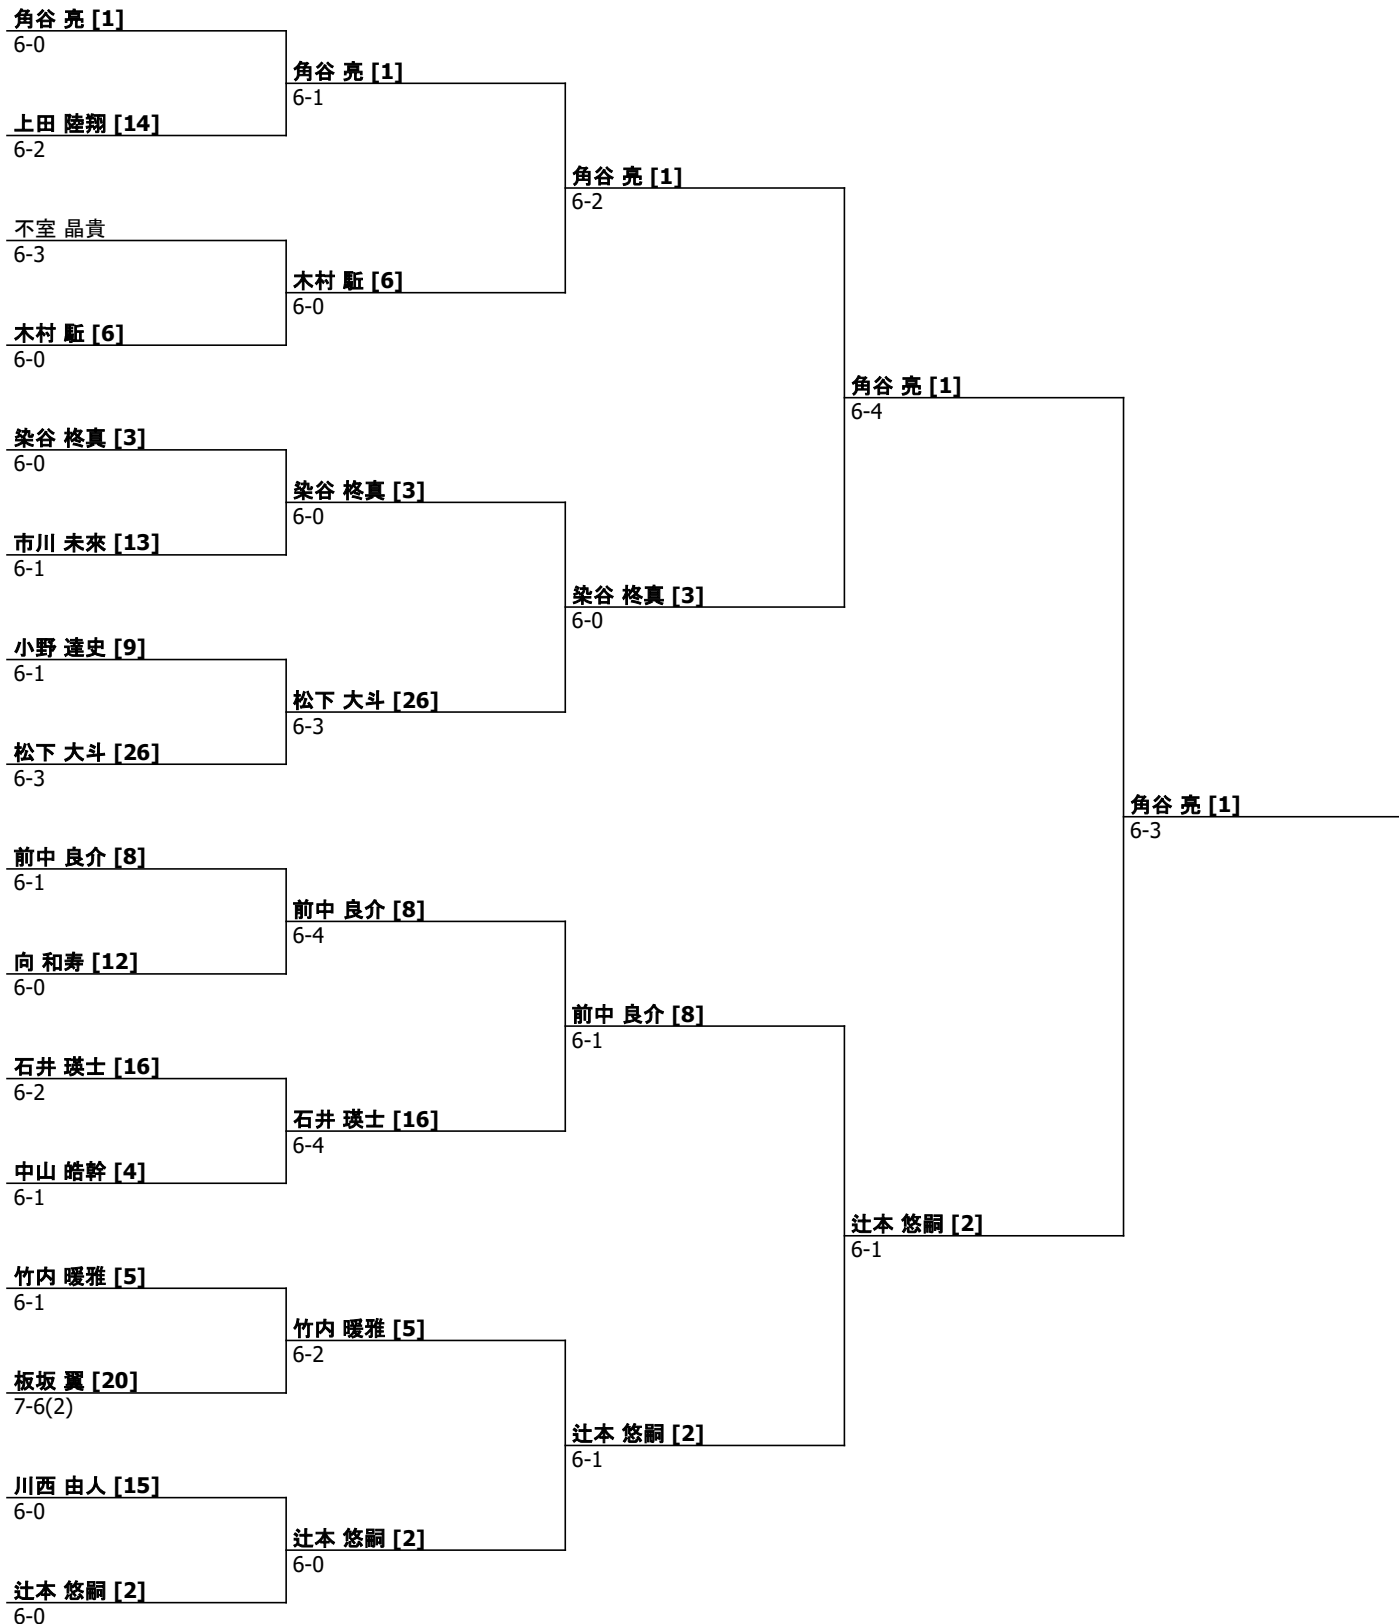 角谷 亮 [1]
6-0
角谷 亮 [1]
6-1
上田 陸翔 [14]
6-2
角谷 亮 [1]
6-2
不室 晶貴
6-3
木村 駈 [6]
6-0
木村 駈 [6]
6-0
角谷 亮 [1]
6-4
染谷 柊真 [3]
6-0
染谷 柊真 [3]
6-0
市川 未來 [13]
6-1
染谷 柊真 [3]
6-0
小野 達史 [9]
6-1
松下 大斗 [26]
6-3
松下 大斗 [26]
6-3
角谷 亮 [1]
6-3
前中 良介 [8]
6-1
前中 良介 [8]
6-4
向 和寿 [12]
6-0
前中 良介 [8]
6-1
石井 瑛士 [16]
6-2
石井 瑛士 [16]
6-4
中山 皓幹 [4]
6-1
辻本 悠嗣 [2]
6-1
竹内 暖雅 [5]
6-1
竹内 暖雅 [5]
6-2
板坂 翼 [20]
7-6(2)
辻本 悠嗣 [2]
6-1
川西 由人 [15]
6-0
辻本 悠嗣 [2]
6-0
辻本 悠嗣 [2]
6-0